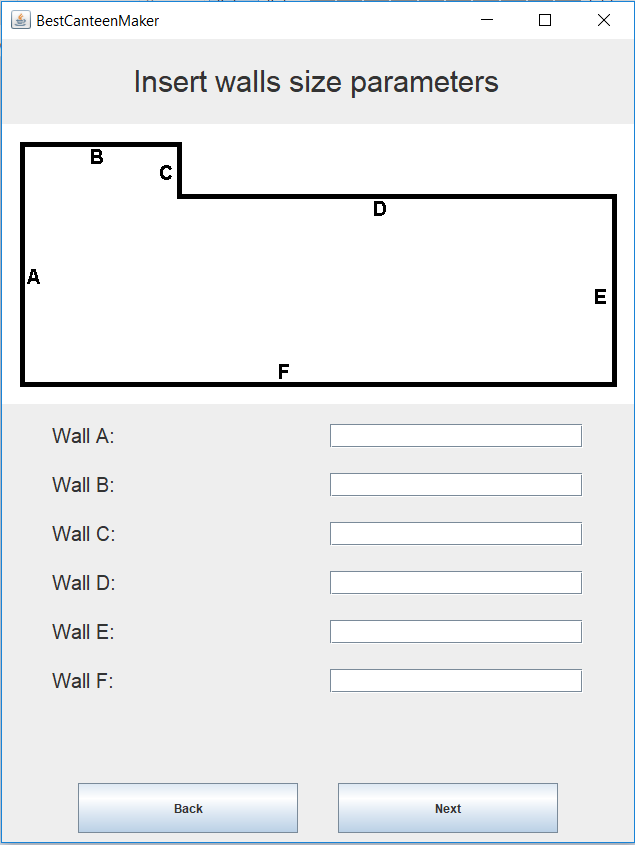 BestCanteenMaker
Insert walls size parameters
B
C
D
A
E
F
Wall A:
Wall B:
Wall C:
Wall D:
Wall E:
Wall F:
Back Next